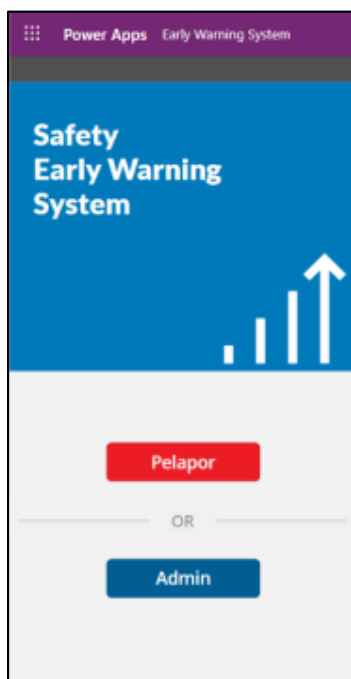 Power Apps Early Warning System
Safety
Early Warning
System
Pelapor
OR
Admin